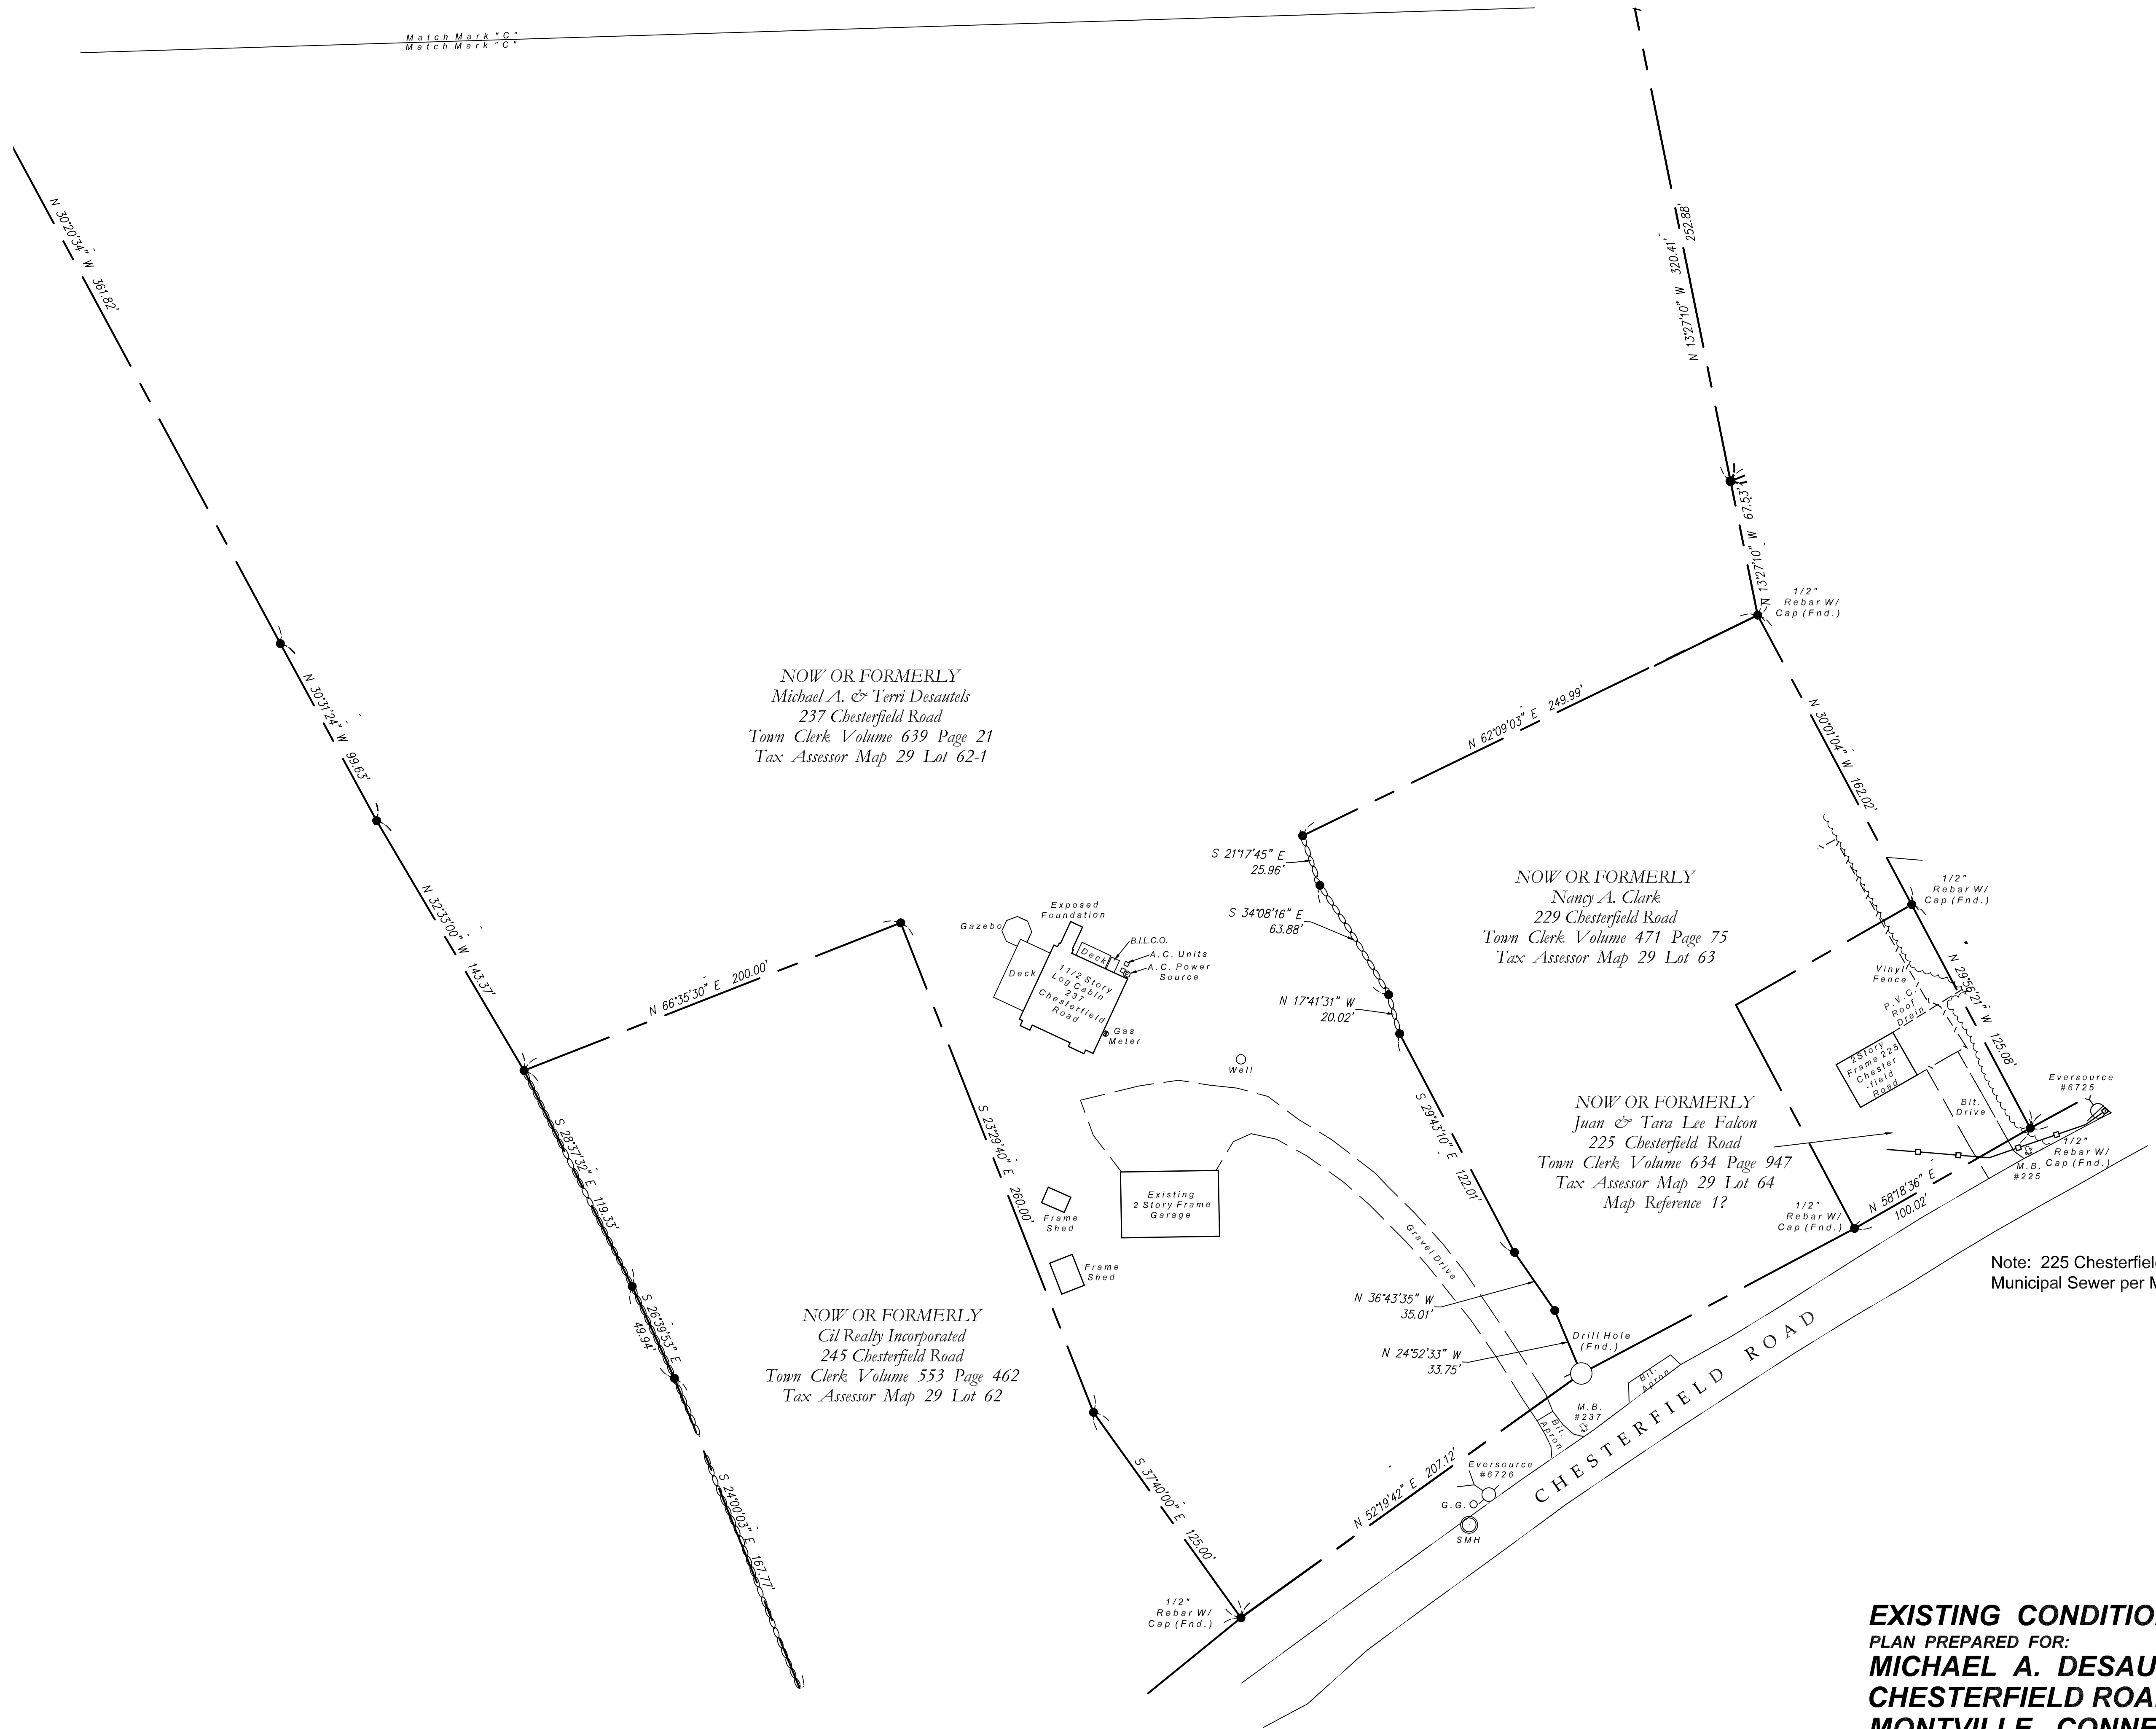 Match Mark "C"
Match Mark "C"
N 30°20'34" W 361.82'
N 13°27'10" W 320.41'
252.88'
N 13°27'10" W 67.53'
1/2"
Rebar W/
Cap (Fnd.)
N 30°31'24" W 99.63'
NOW OR FORMERLY
Michael A. & Terri Desautels
237 Chesterfield Road
Town Clerk Volume 639 Page 21
Tax Assessor Map 29 Lot 62-1
N 62°09'03" E 249.99'
N 30°01'04" W 162.02'
S 21°17'45" E
25.96'
S 34°08'16" E
63.88'
N 17°41'31" W
20.02'
NOW OR FORMERLY
Nancy A. Clark
229 Chesterfield Road
Town Clerk Volume 471 Page 75
Tax Assessor Map 29 Lot 63
1/2"
Rebar W/
Cap (Fnd.)
N 32°33'00" W 143.37'
N 66°35'30" E 200.00'
Gazebo
Exposed
Foundation
Deck
Deck
B.I.L.C.O.
A.C. Units
A.C. Power
Source
1 1/2 Story
Log Cabin
237
Chesterfield
Road
Gas
Meter
Well
Vinyl
Fence
P.V.C.
Roof
Drain
N 29°56'21" W 125.08'
2 Story
Frame 225
Chester
-field
Road
Bit.
Drive
Eversource
#6725
NOW OR FORMERLY
Juan & Tara Lee Falcon
225 Chesterfield Road
Town Clerk Volume 634 Page 947
Tax Assessor Map 29 Lot 64
Map Reference 1?
1/2"
Rebar W/
Cap (Fnd.)
M.B.
#225
S 28°37'32" E 119.33'
S 23°29'40" E 260.00'
S 29°43'10" E 122.01'
Frame
Shed
Existing
2 Story Frame
Garage
Gravel Drive
1/2"
Rebar W/
Cap (Fnd.)
N 58°18'36" E
100.02'
Frame
Shed
Note: 225 Chesterfiel
Municipal Sewer per M
S 26°39'53" E
49.94'
NOW OR FORMERLY
Cil Realty Incorporated
245 Chesterfield Road
Town Clerk Volume 553 Page 462
Tax Assessor Map 29 Lot 62
N 36°43'35" W
35.01'
N 24°52'33" W
33.75'
Drill Hole
(Fnd.)
Bit.
Apron
M.B.
#237
Bit.
Apron
CHESTERFIELD ROAD
S 24°00'03" E 167.77'
S 37°40'00" E 125.00'
N 52°19'42" E 207.12'
Eversource
#6726
G.G.
SMH
1/2"
Rebar W/
Cap (Fnd.)
EXISTING CONDITIO
PLAN PREPARED FOR:
MICHAEL A. DESAU
CHESTERFIELD ROA
MONTVILLE, CONNE